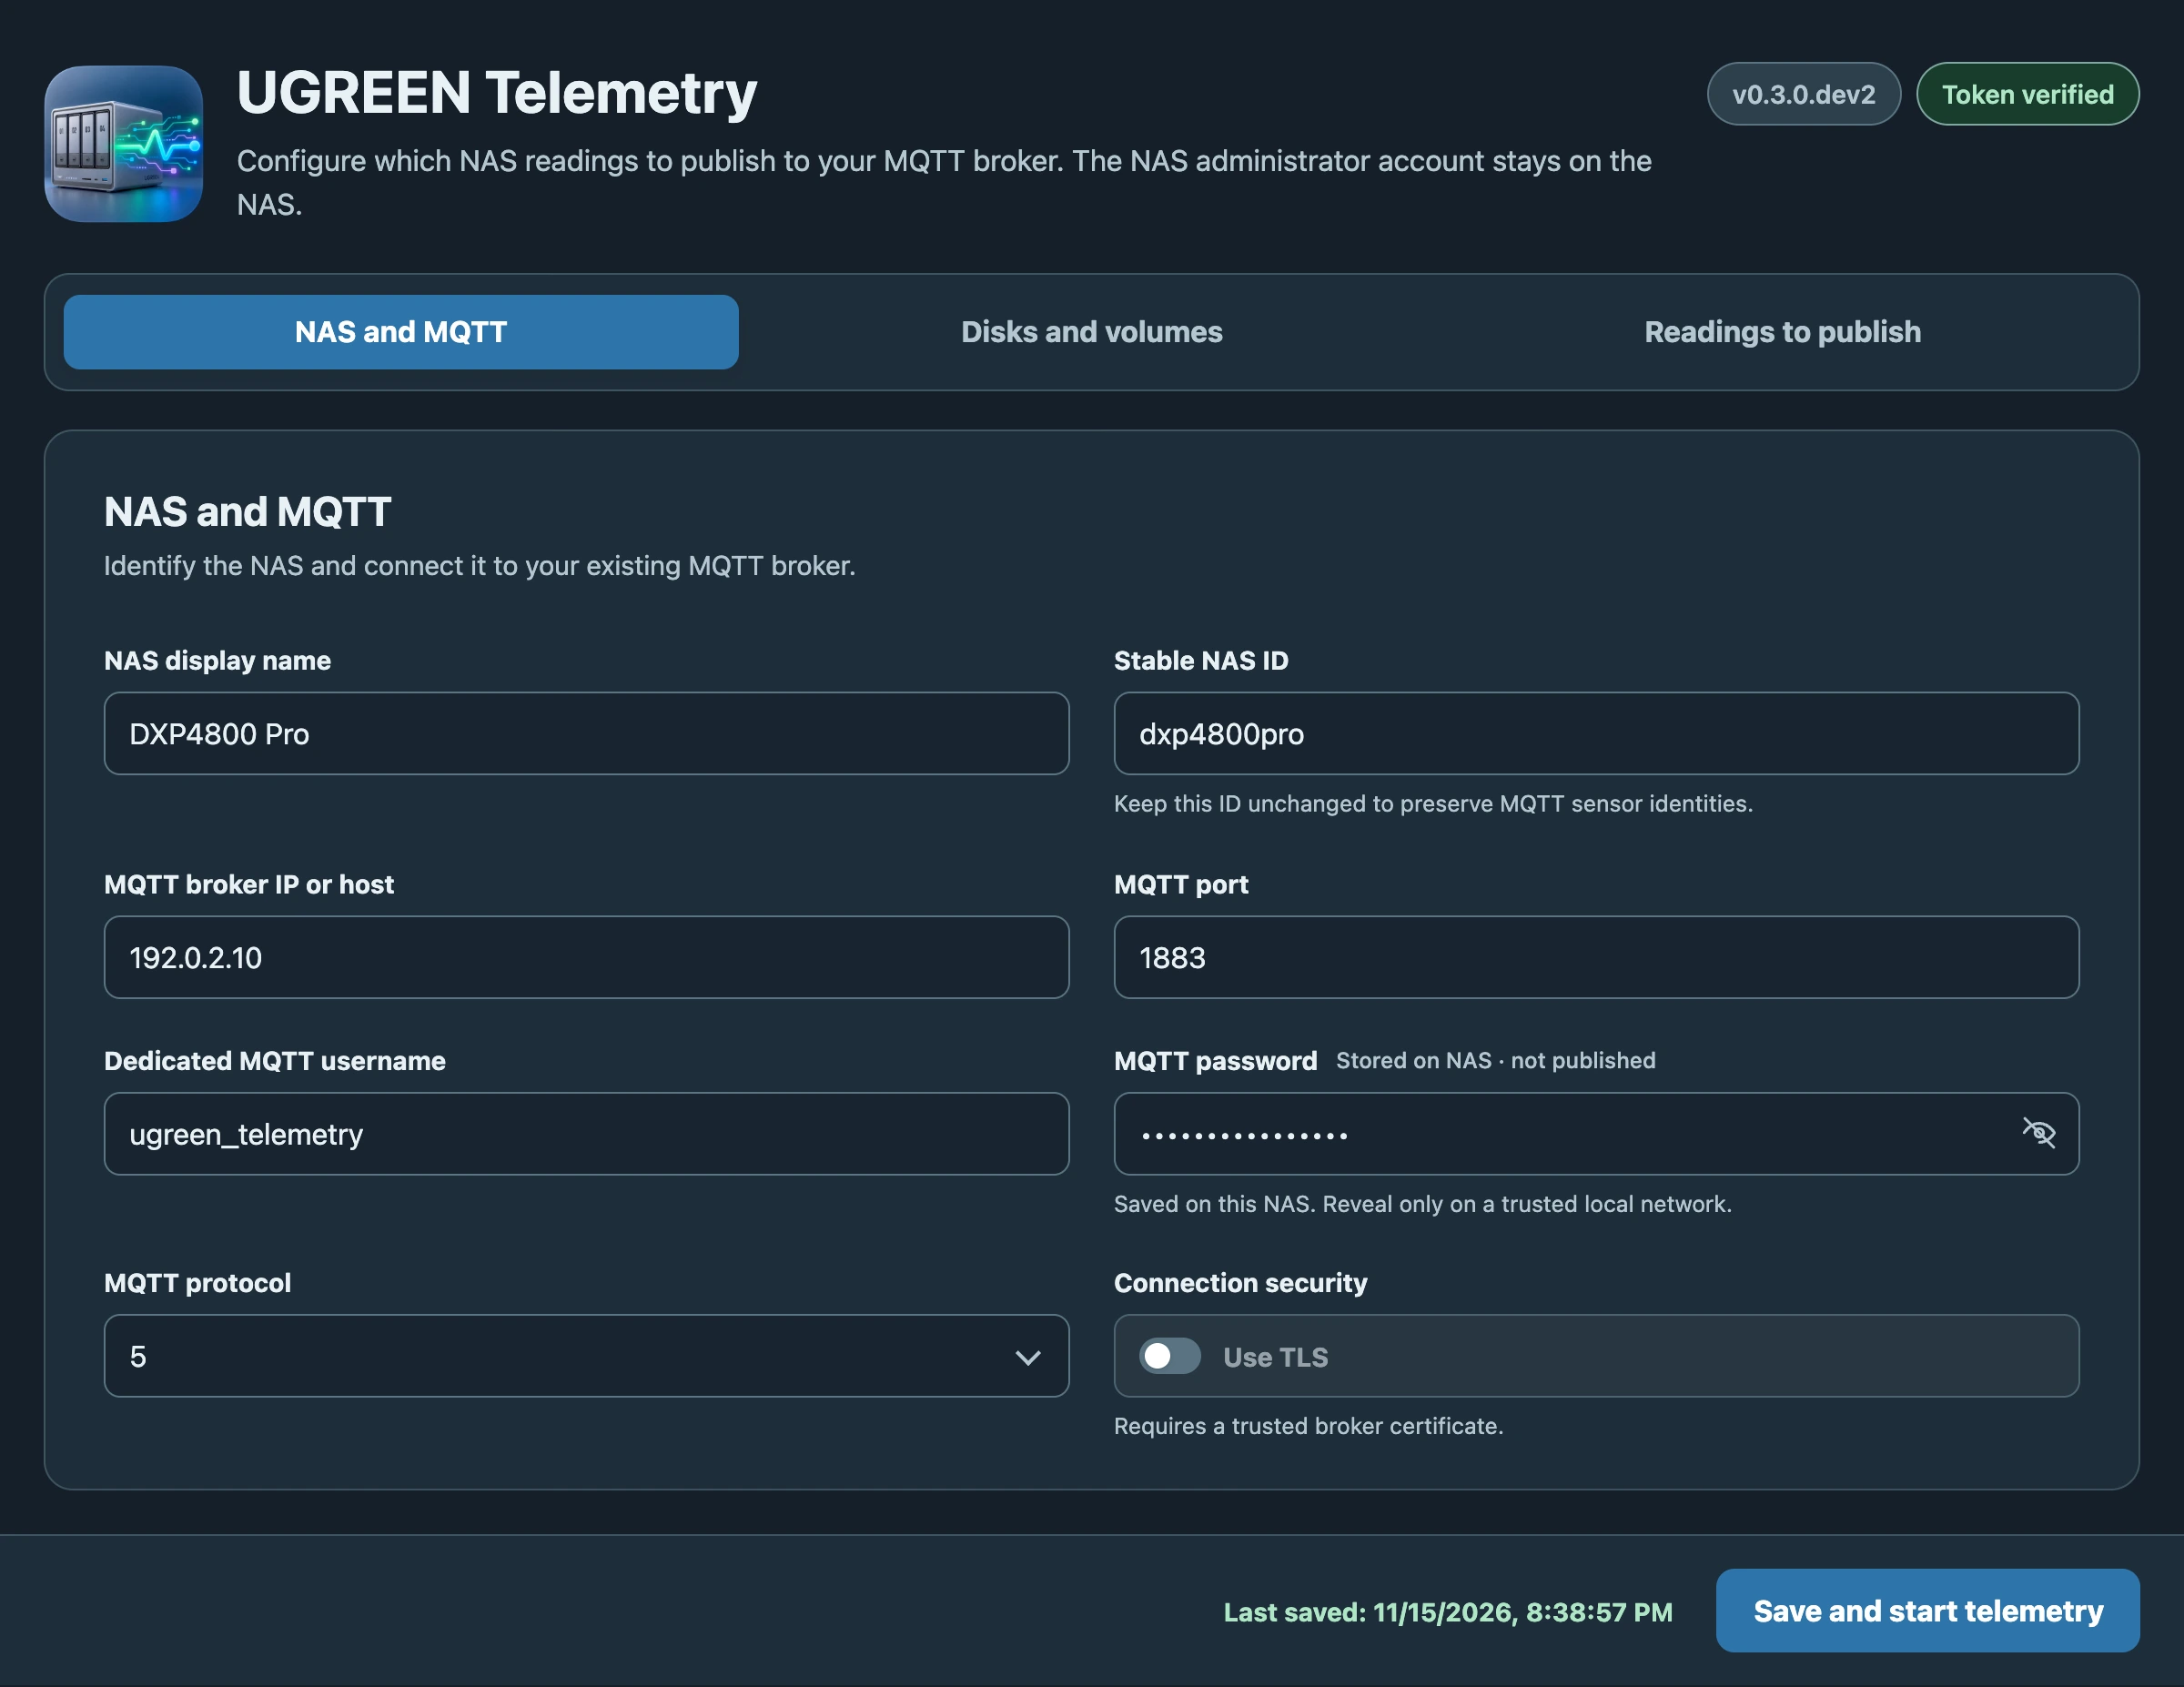 UGREEN Telemetry
v0.3.0.dev2
Token verified
Configure which NAS readings to publish to your MQTT broker. The NAS administrator account stays on the
NAS.
NAS and MQTT
Disks and volumes
Readings to publish
NAS and MQTT
Identify the NAS and connect it to your existing MQTT broker.
NAS display name
DXP4800 Pro
Stable NAS ID
dxp4800pro
Keep this ID unchanged to preserve MQTT sensor identities.
MQTT broker IP or host
192.0.2.10
MQTT port
1883
Dedicated MQTT username
ugreen_telemetry
MQTT password Stored on NAS · not published
••••••••••••••••
Saved on this NAS. Reveal only on a trusted local network.
MQTT protocol
5
Connection security
Use TLS
Requires a trusted broker certificate.
Last saved: 11/15/2026, 8:38:57 PM
Save and start telemetry